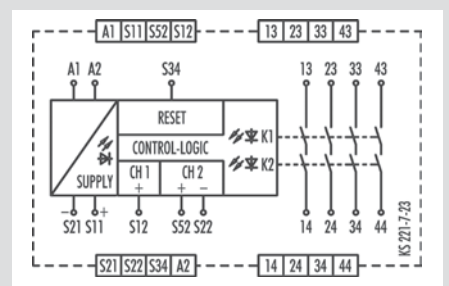 A1 S11 S52 S12 13 23 33 43
A1 A2 S34 13 23 33 43
RESET
CONTROL-LOGIC
K1
K2
SUPPLY
CH 1 CH 2
+ + −
− +
S21 S11 S12 S52 S22 14 24 34 44
KS 221-7-23
S21 S22 S34 A2 14 24 34 44